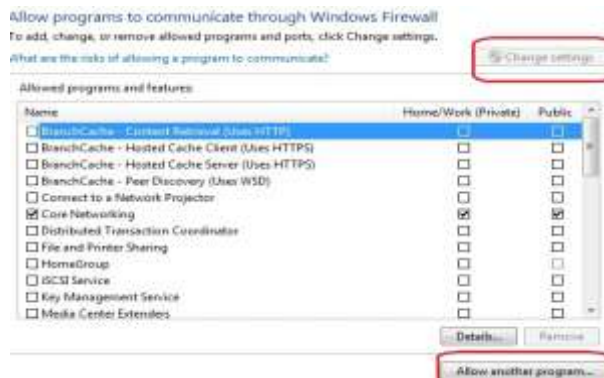 Allow programs to communicate through Windows Firewall
To add, change, or remove allowed programs and ports, click Change settings.
What are the risks of allowing a program to communicate?
Change settings
Allowed programs and features:
Name Home/Work (Private) Public
BranchCache - Content Retrieval (Uses HTTP)
BranchCache - Hosted Cache Client (Uses HTTPS)
BranchCache - Hosted Cache Server (Uses HTTPS)
BranchCache - Peer Discovery (Uses WSD)
Connect to a Network Projector
Core Networking
Distributed Transaction Coordinator
File and Printer Sharing
HomeGroup
iSCSI Service
Key Management Service
Media Center Extenders
Details... Remove
Allow another program...